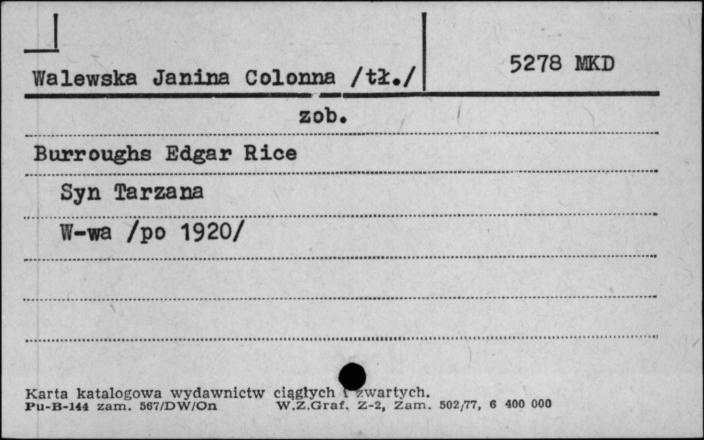 Walewska Janina Colonna /tł./
5278 MKD
zob.
Burroughs Edgar Rice
Syn Tarzana
W-wa /po 1920/
Karta katalogowa wydawnictw ciągłych i zwartych.
Pu-B-144 zam. 567/DW/On W.Z.Graf. Z-2, Zam. 502/77, 6 400 000